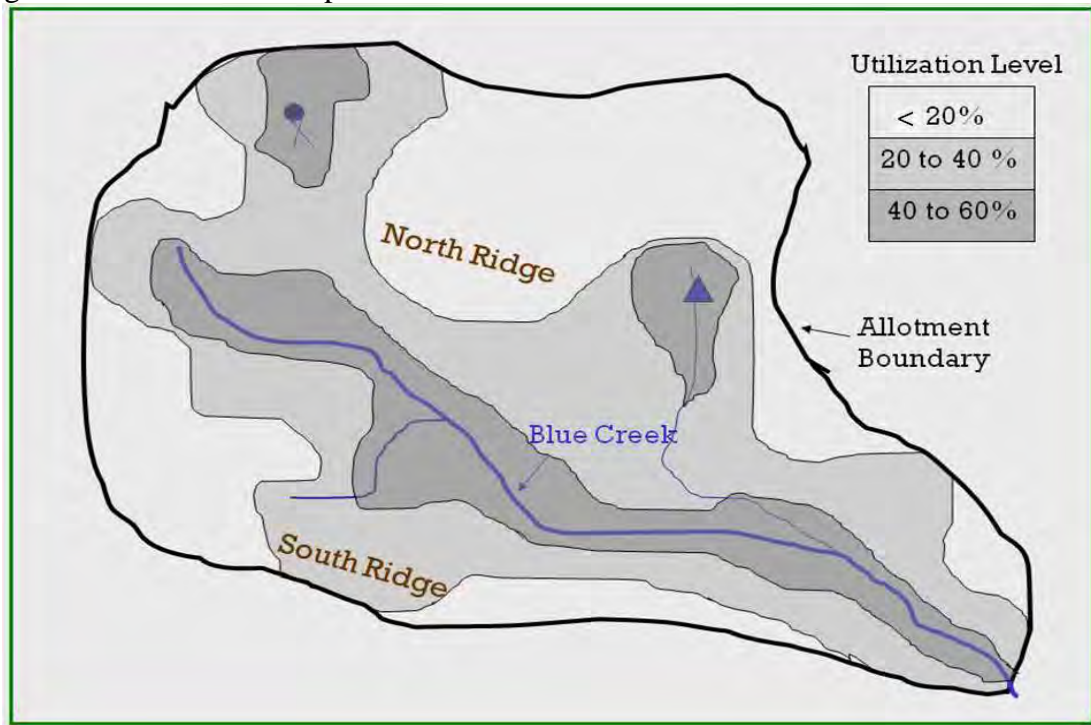 Utilization Level
< 20%
20 to 40 %
40 to 60%
North Ridge
Allotment
Boundary
Blue Creek
South Ridge